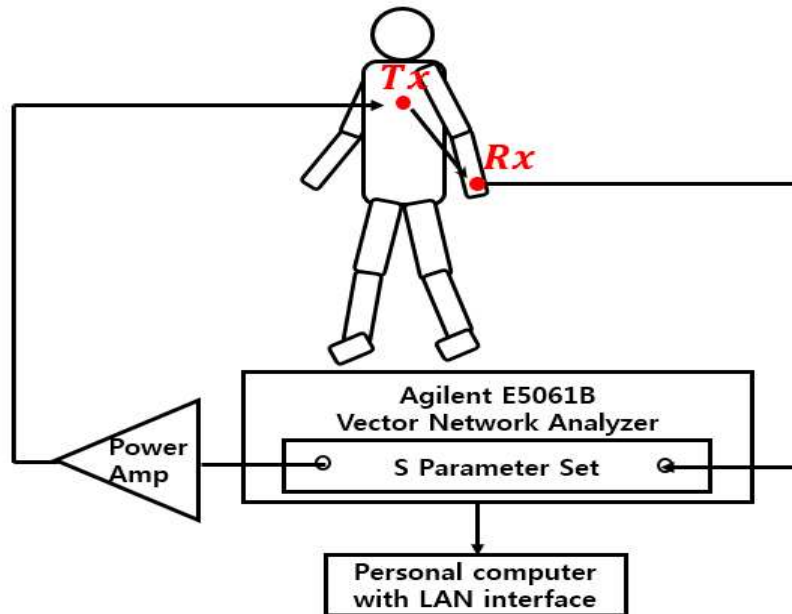 Tx
Rx
Agilent E5061B
Vector Network Analyzer
Power
Amp
S Parameter Set
Personal computer
with LAN interface